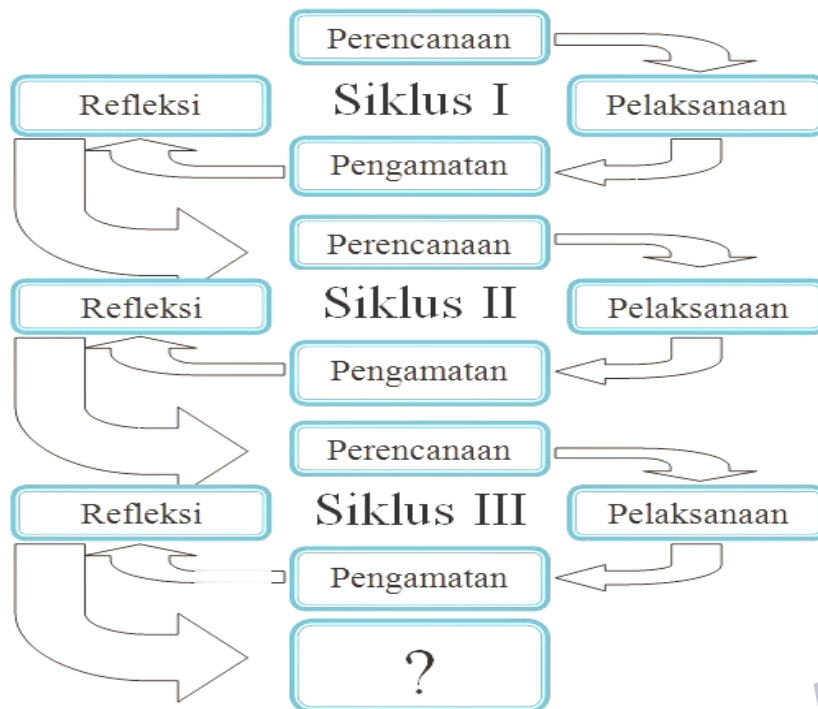 Perencanaan
Refleksi
Siklus I
Pelaksanaan
Pengamatan
Perencanaan
Refleksi
Siklus II
Pelaksanaan
Pengamatan
Perencanaan
Refleksi
Siklus III
Pelaksanaan
Pengamatan
?